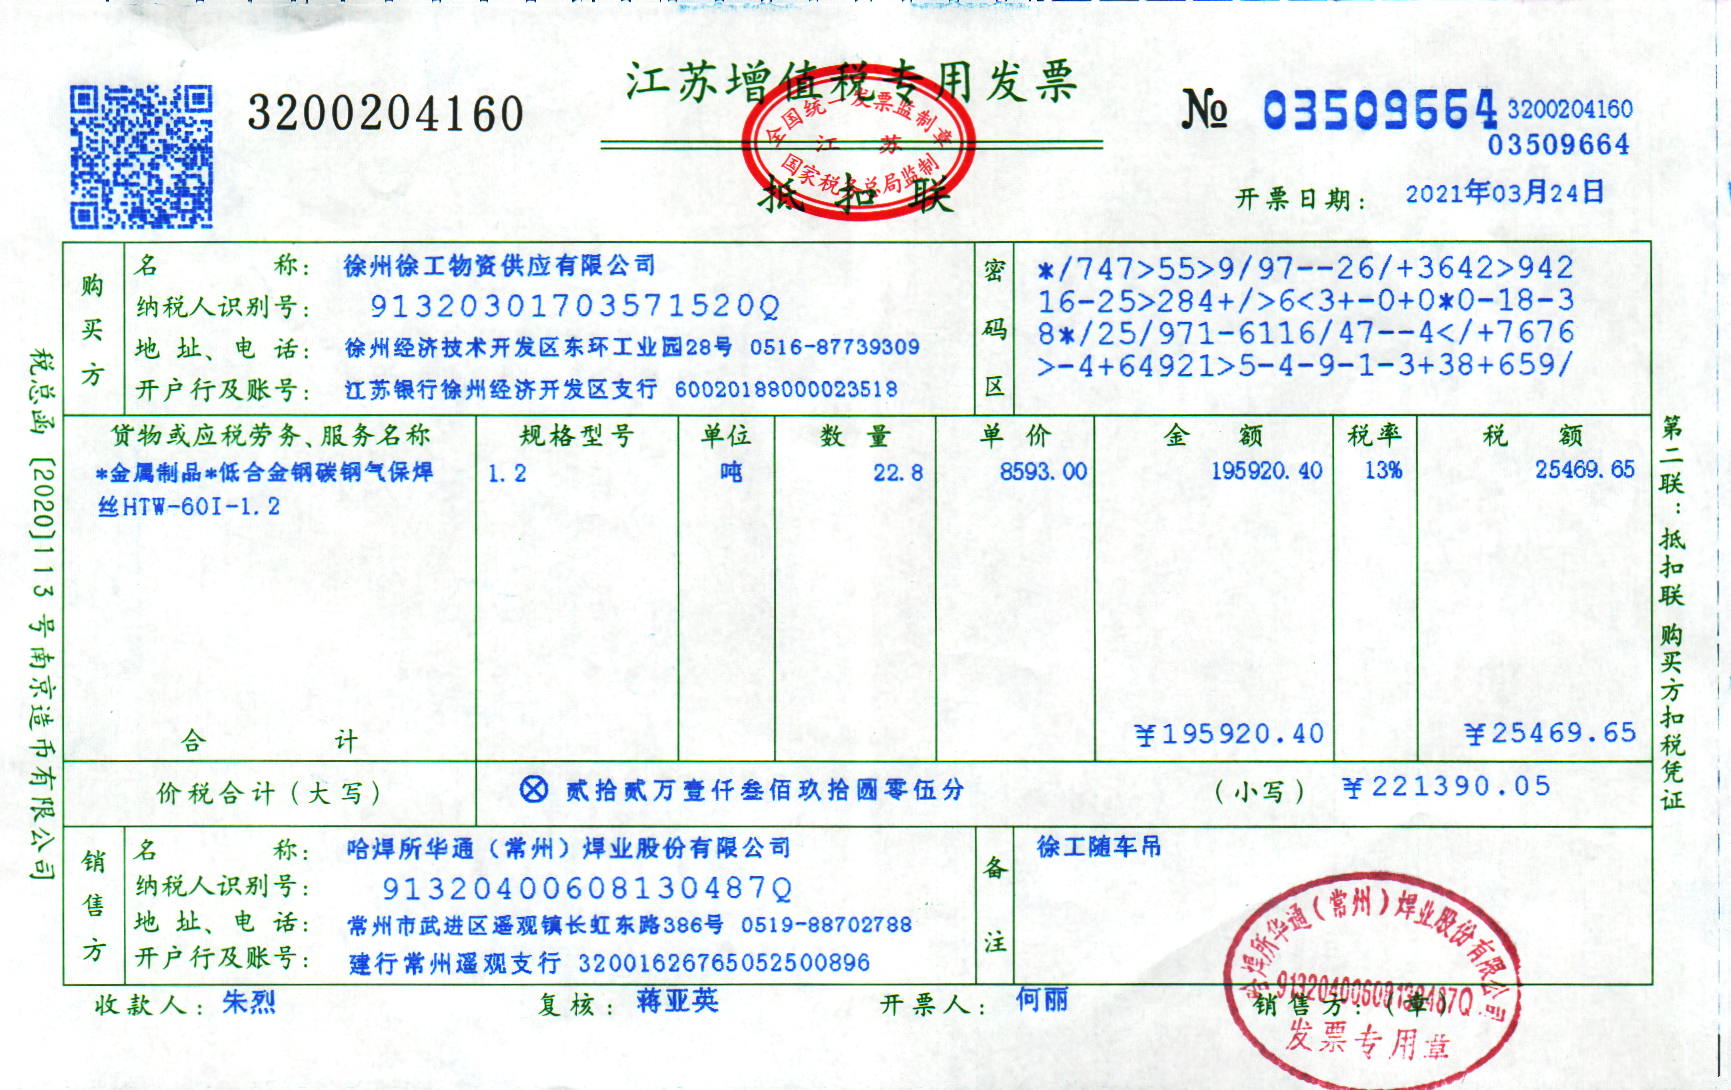 江苏增值税专用发票
抵扣联
全国统一发票监制章
江苏
国家税务总局监制
3200204160
№ 03509664
3200204160
03509664
开票日期: 2021年03月24日
购买方
名称: 徐州徐工物资供应有限公司
纳税人识别号: 91320301703571520Q
地址、电话: 徐州经济技术开发区东环工业园28号 0516-87739309
开户行及账号: 江苏银行徐州经济开发区支行 60020188000023518
密码区
*/747>55>9/97--26/+3642>942
16-25>284+/>6<3+-0+0*0-18-3
8*/25/971-6116/47--4</+7676
>-4+64921>5-4-9-1-3+38+659/
货物或应税劳务、服务名称 规格型号 单位 数量 单价 金额 税率 税额
*金属制品*低合金钢碳钢气保焊 1.2 吨 22.8 8593.00 195920.40 13% 25469.65
丝HTW-60I-1.2
合计 ¥195920.40 ¥25469.65
价税合计(大写) ⊗ 贰拾贰万壹仟叁佰玖拾圆零伍分 (小写) ¥221390.05
销售方
名称: 哈焊所华通(常州)焊业股份有限公司
纳税人识别号: 91320400608130487Q
地址、电话: 常州市武进区遥观镇长虹东路386号 0519-88702788
开户行及账号: 建行常州遥观支行 32001626765052500896
备注
徐工随车吊
收款人: 朱烈 复核: 蒋亚英 开票人: 何丽 销售方:(章)
哈焊所华通(常州)焊业股份有限公司
91320400608130487Q
发票专用章
税总函[2020]113号南京造币有限公司
第二联:抵扣联 购买方扣税凭证